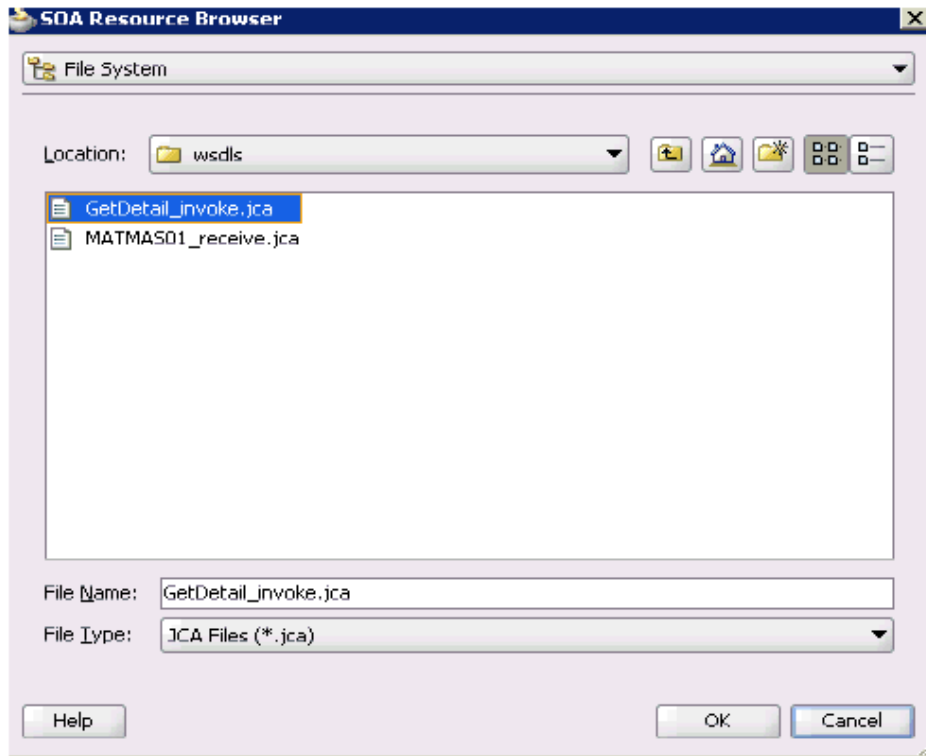 SOA Resource Browser
File System
Location: wsdls
GetDetail_invoke.jca
MATMAS01_receive.jca
File Name: GetDetail_invoke.jca
File Type: JCA Files (*.jca)
Help OK Cancel